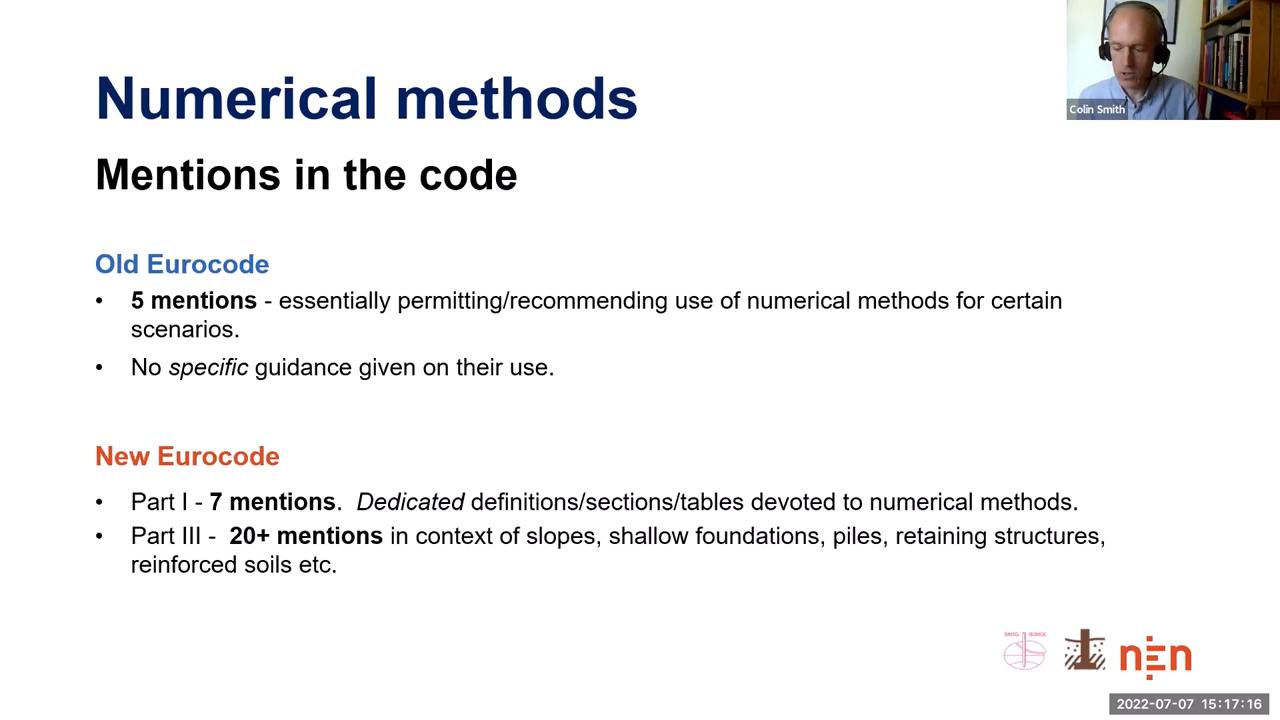 Numerical methods
Colin Smith
Mentions in the code
Old Eurocode
• 5 mentions - essentially permitting/recommending use of numerical methods for certain
scenarios.
• No specific guidance given on their use.
New Eurocode
• Part I - 7 mentions. Dedicated definitions/sections/tables devoted to numerical methods.
• Part III - 20+ mentions in context of slopes, shallow foundations, piles, retaining structures,
reinforced soils etc.
nEn
2022-07-07 15:17:16